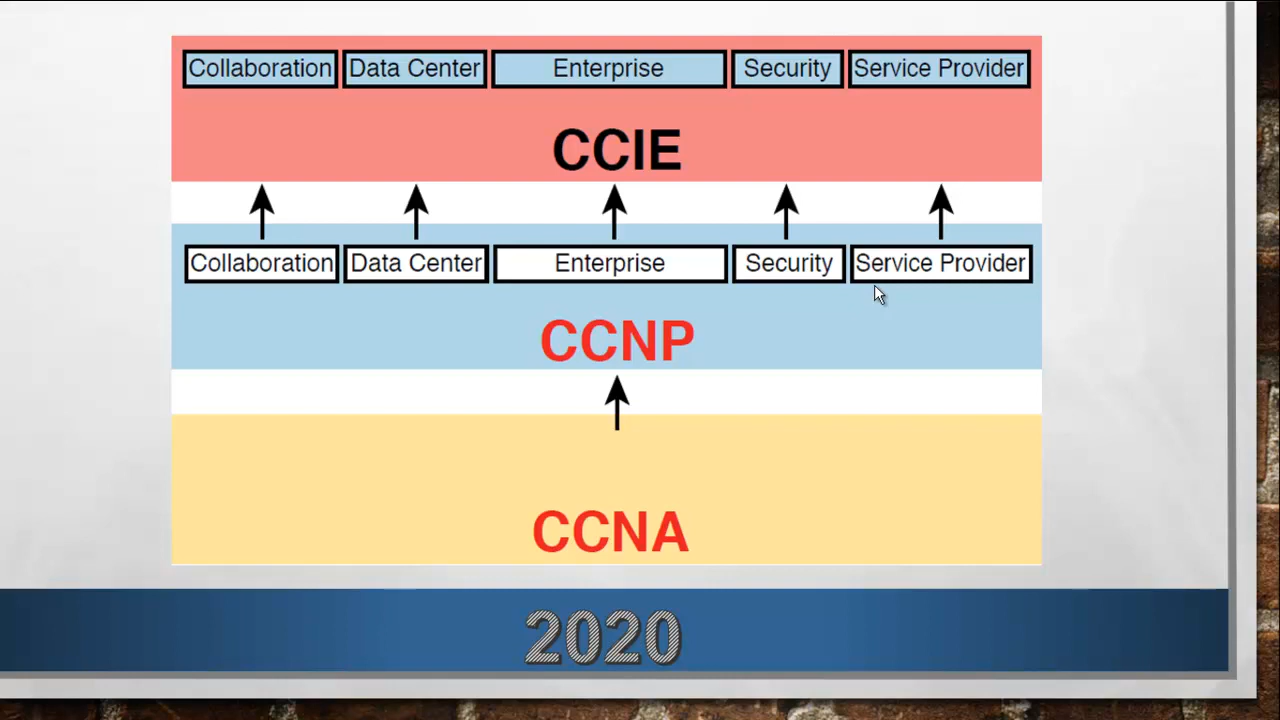 Collaboration Data Center Enterprise Security Service Provider
CCIE
Collaboration Data Center Enterprise Security Service Provider
CCNP
CCNA
2020